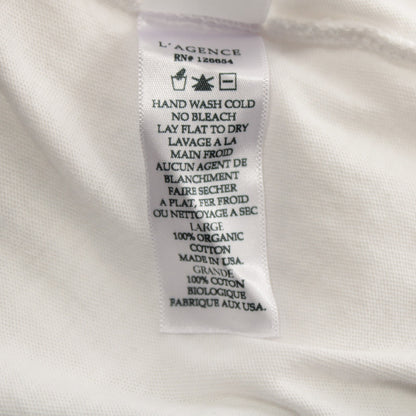 L'AGENCE
RN# 126654
HAND WASH COLD
NO BLEACH
LAY FLAT TO DRY
LAVAGE A LA
MAIN FROID
AUCUN AGENT DE
BLANCHIMENT
FAIRE SECHER
A PLAT, FER FROID
OU NETTOYAGE A SEC
LARGE
100% ORGANIC
COTTON
MADE IN USA.
GRANDE
100% COTON
BIOLOGIQUE
FABRIQUE AUX USA.